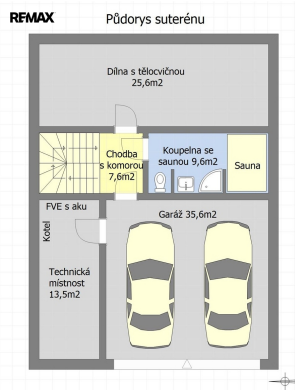 RE/MAX
Půdorys suterénu
Dílna s tělocvičnou
25,6m2
Chodba
s komorou
7,6m2
Koupelna se
saunou 9,6m2
Sauna
FVE s aku
Kotel
Garáž 35,6m2
Technická
místnost
13,5m2